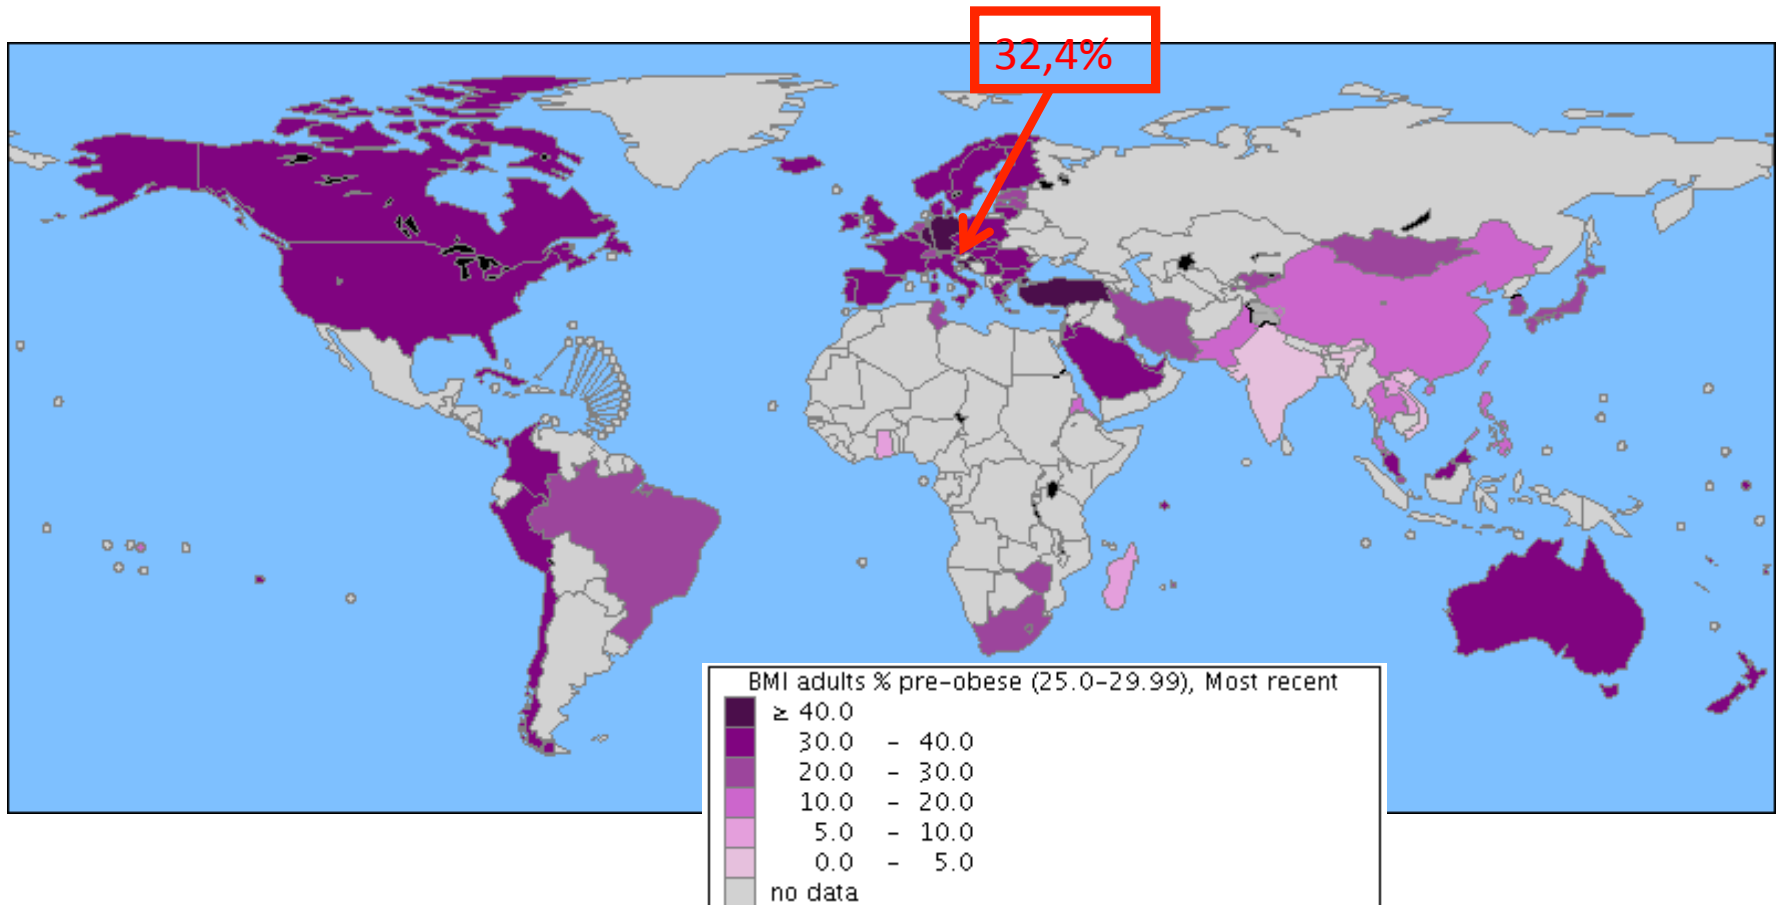 32,4%
BMI adults % pre-obese (25.0-29.99), Most recent
≥ 40.0
30.0 - 40.0
20.0 - 30.0
10.0 - 20.0
5.0 - 10.0
0.0 - 5.0
no data